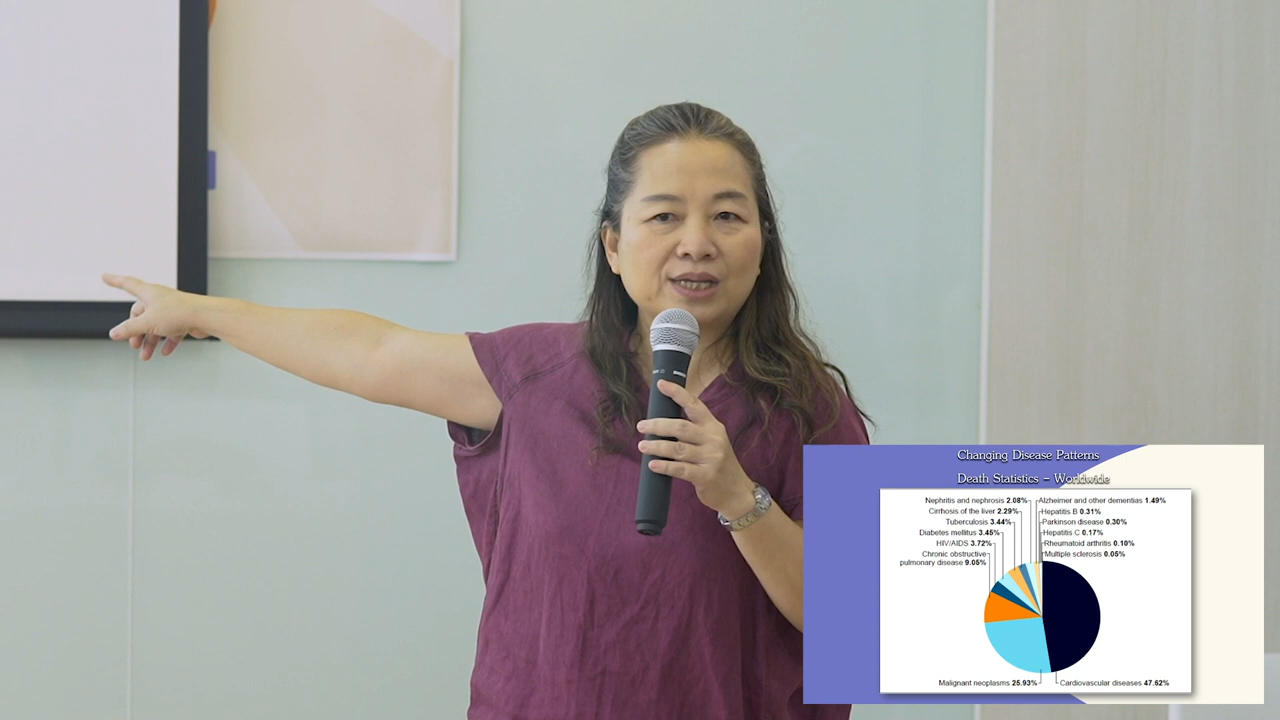 Changing Disease Patterns
Death Statistics – Worldwide
Nephritis and nephrosis 2.08%
Cirrhosis of the liver 2.29%
Tuberculosis 3.44%
Diabetes mellitus 3.45%
HIV/AIDS 3.72%
Chronic obstructive
pulmonary disease 9.05%
Alzheimer and other dementias 1.49%
Hepatitis B 0.31%
Parkinson disease 0.30%
Hepatitis C 0.17%
Rheumatoid arthritis 0.10%
Multiple sclerosis 0.05%
Malignant neoplasms 25.93%
Cardiovascular diseases 47.62%